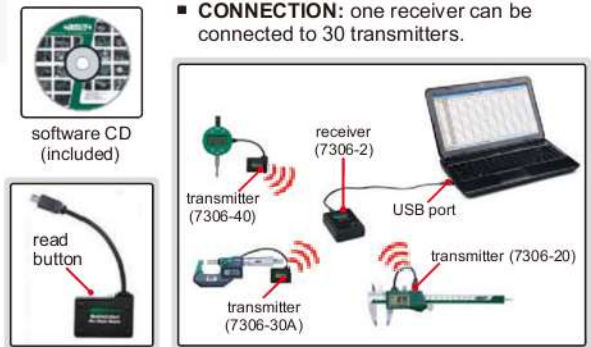 ■ CONNECTION: one receiver can be
connected to 30 transmitters.
software CD
(included)
read
button
transmitter
(7306-40)
receiver
(7306-2)
USB port
transmitter
(7306-30A)
transmitter (7306-20)